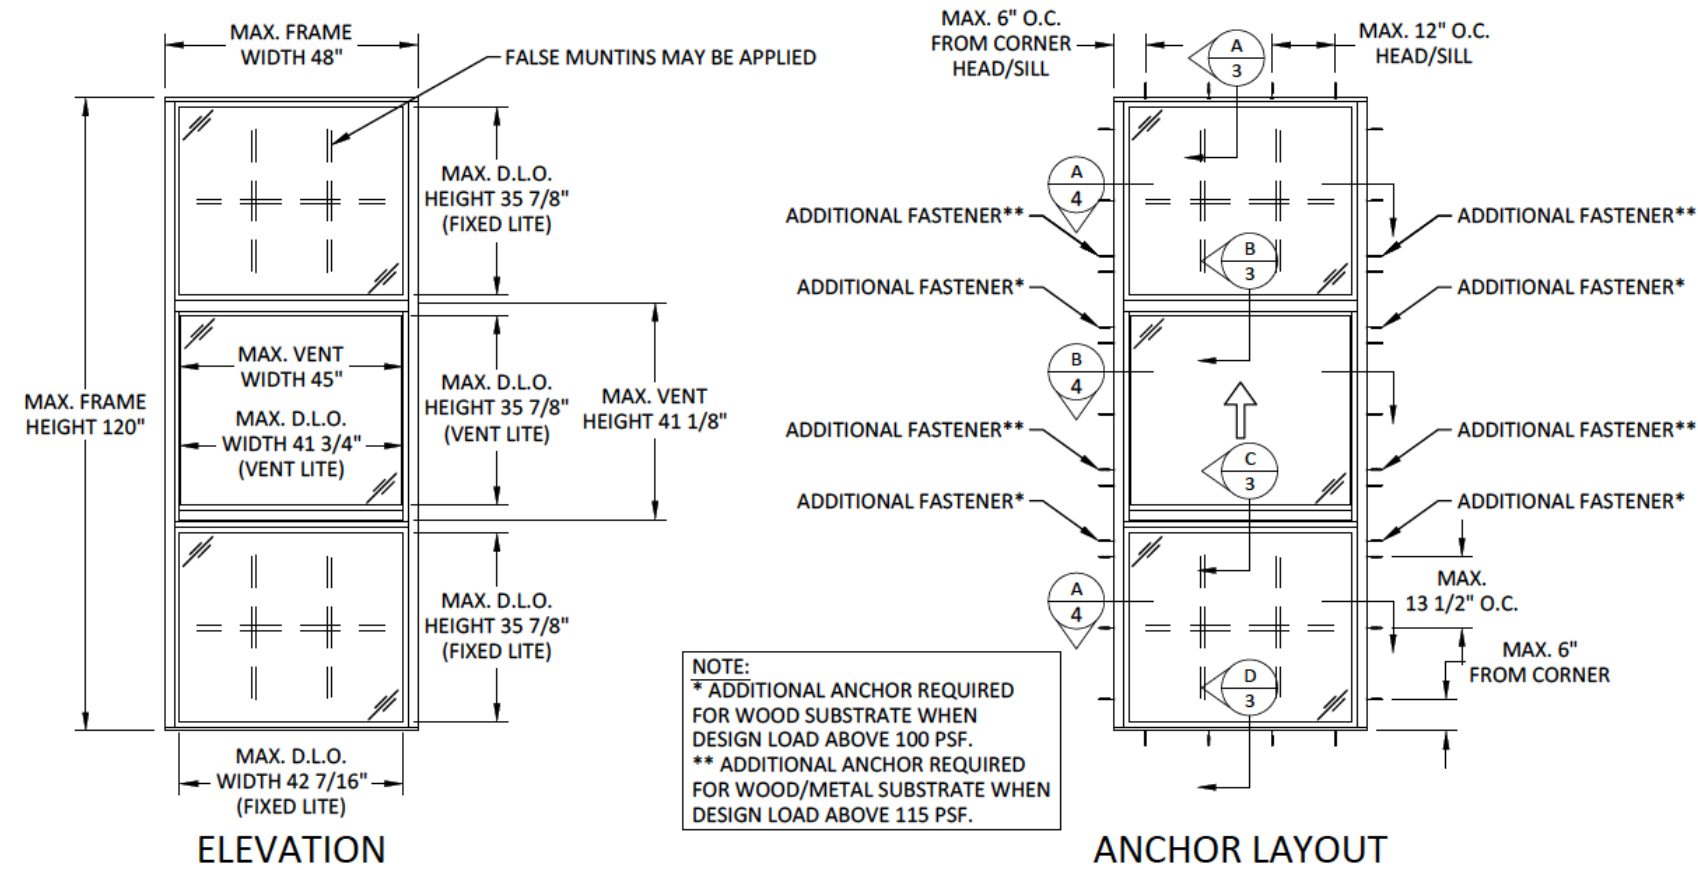 MAX. FRAME
WIDTH 48"
FALSE MUNTINS MAY BE APPLIED
MAX. D.L.O.
HEIGHT 35 7/8"
(FIXED LITE)
MAX. VENT
WIDTH 45"
MAX. D.L.O.
WIDTH 41 3/4"
(VENT LITE)
MAX. D.L.O.
HEIGHT 35 7/8"
(VENT LITE)
MAX. VENT
HEIGHT 41 1/8"
MAX. FRAME
HEIGHT 120"
MAX. D.L.O.
HEIGHT 35 7/8"
(FIXED LITE)
MAX. D.L.O.
WIDTH 42 7/16"
(FIXED LITE)
ELEVATION
MAX. 6" O.C.
FROM CORNER
HEAD/SILL
A
3
MAX. 12" O.C.
HEAD/SILL
A
4
ADDITIONAL FASTENER**
ADDITIONAL FASTENER**
B
3
ADDITIONAL FASTENER*
ADDITIONAL FASTENER*
B
4
ADDITIONAL FASTENER**
ADDITIONAL FASTENER**
C
3
ADDITIONAL FASTENER*
ADDITIONAL FASTENER*
A
4
MAX.
13 1/2" O.C.
MAX. 6"
FROM CORNER
D
3
NOTE:
* ADDITIONAL ANCHOR REQUIRED
FOR WOOD SUBSTRATE WHEN
DESIGN LOAD ABOVE 100 PSF.
** ADDITIONAL ANCHOR REQUIRED
FOR WOOD/METAL SUBSTRATE WHEN
DESIGN LOAD ABOVE 115 PSF.
ANCHOR LAYOUT